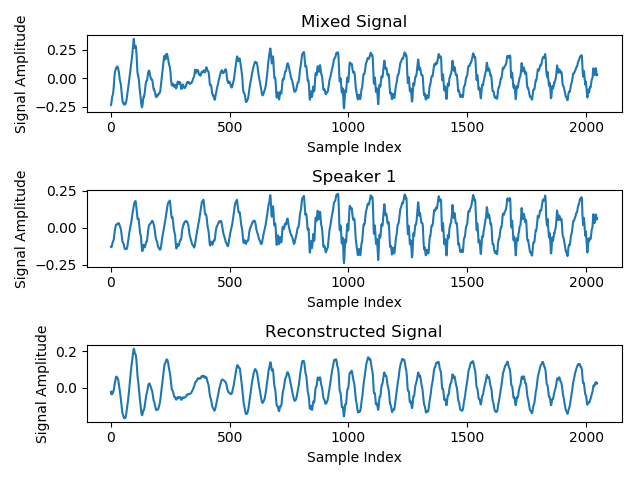 Mixed Signal
Signal Amplitude
0.25
0.00
−0.25
0 500 1000 1500 2000
Sample Index
Speaker 1
Signal Amplitude
0.25
0.00
−0.25
0 500 1000 1500 2000
Sample Index
Reconstructed Signal
Signal Amplitude
0.2
0.0
0 500 1000 1500 2000
Sample Index